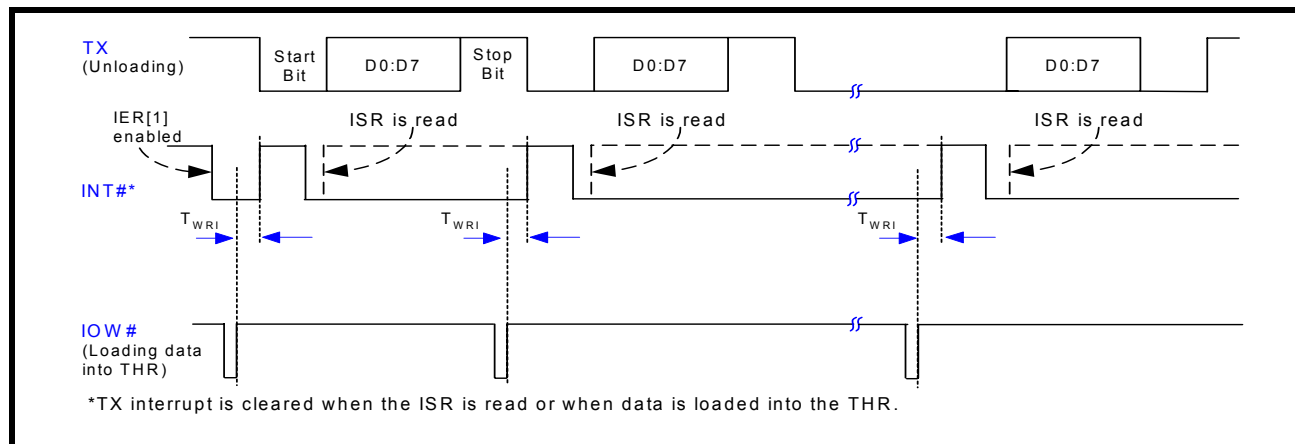 TX
(Unloading)
Start
Bit
D0:D7
Stop
Bit
D0:D7
D0:D7
IER[1]
enabled
ISR is read
ISR is read
ISR is read
INT#*
TWRI
TWRI
TWRI
IOW#
(Loading data
into THR)
*TX interrupt is cleared when the ISR is read or when data is loaded into the THR.